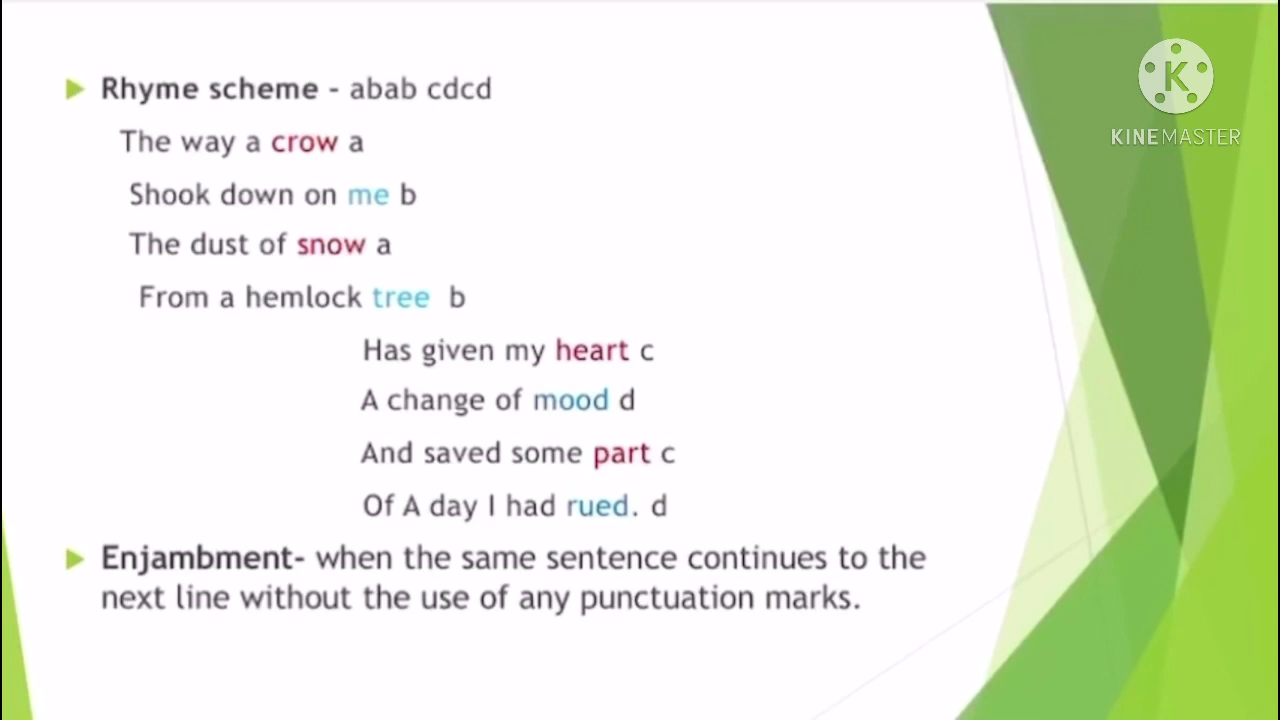 Rhyme scheme - abab cdcd
The way a crow a
Shook down on me b
The dust of snow a
From a hemlock tree b
Has given my heart c
A change of mood d
And saved some part c
Of A day I had rued. d
Enjambment- when the same sentence continues to the
next line without the use of any punctuation marks.
K
KINEMASTER